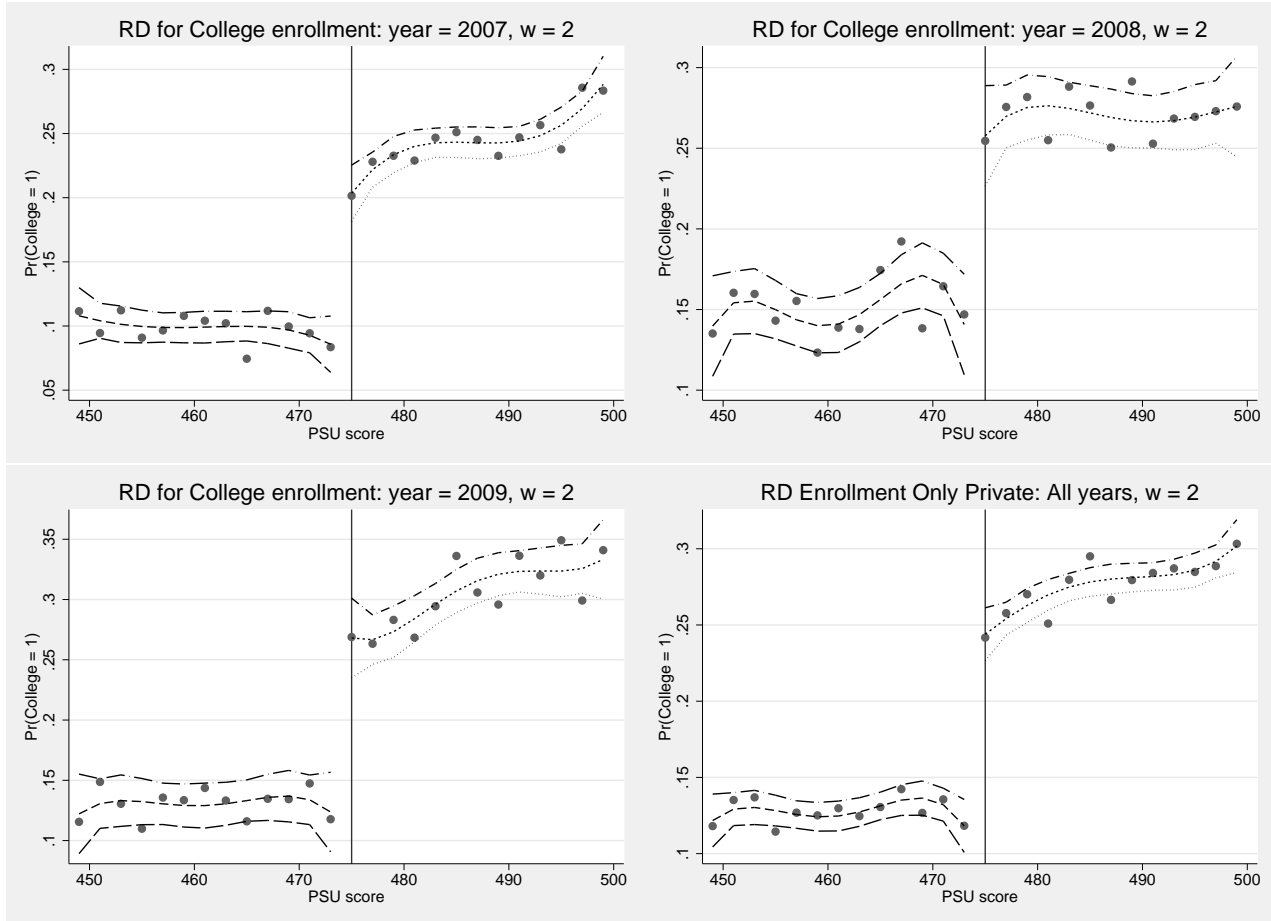 RD for College enrollment: year = 2007, w = 2
Pr(College = 1)
.3
.25
.2
.15
.1
.05
450 460 470 480 490 500
PSU score
RD for College enrollment: year = 2008, w = 2
Pr(College = 1)
.3
.25
.2
.15
.1
450 460 470 480 490 500
PSU score
RD for College enrollment: year = 2009, w = 2
Pr(College = 1)
.35
.3
.25
.2
.15
.1
450 460 470 480 490 500
PSU score
RD Enrollment Only Private: All years, w = 2
Pr(College = 1)
.3
.25
.2
.15
.1
450 460 470 480 490 500
PSU score